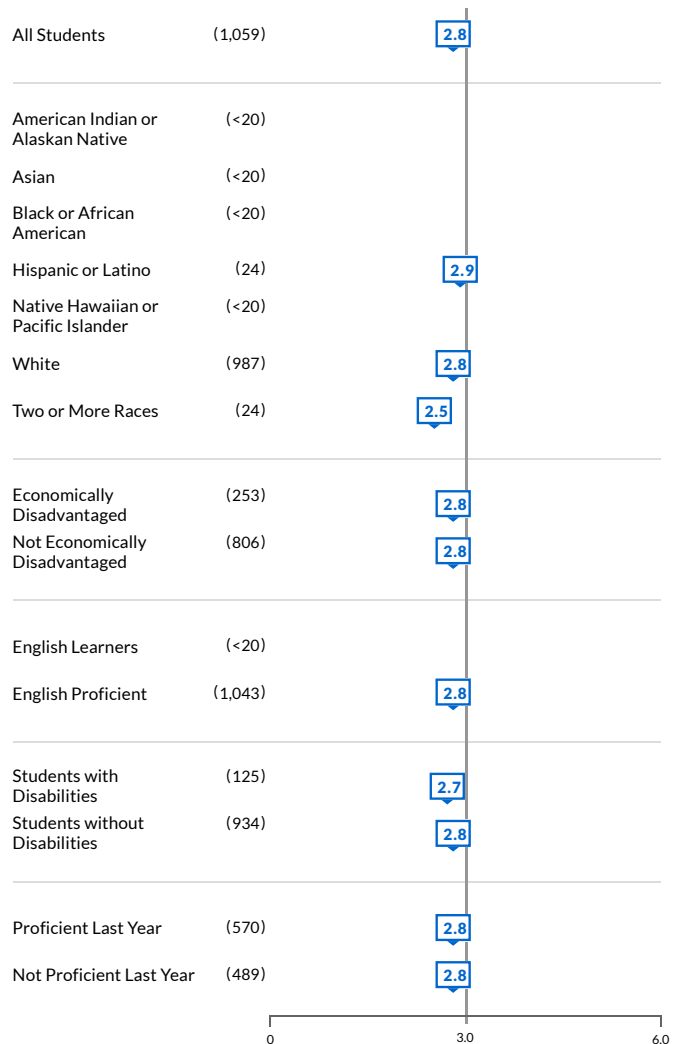 All Students (1,059) 2.8
American Indian or (<20)
Alaskan Native
Asian (<20)
Black or African (<20)
American
Hispanic or Latino (24) 2.9
Native Hawaiian or (<20)
Pacific Islander
White (987) 2.8
Two or More Races (24) 2.5
Economically (253) 2.8
Disadvantaged
Not Economically (806) 2.8
Disadvantaged
English Learners (<20)
English Proficient (1,043) 2.8
Students with (125) 2.7
Disabilities
Students without (934) 2.8
Disabilities
Proficient Last Year (570) 2.8
Not Proficient Last Year (489) 2.8
0 3.0 6.0